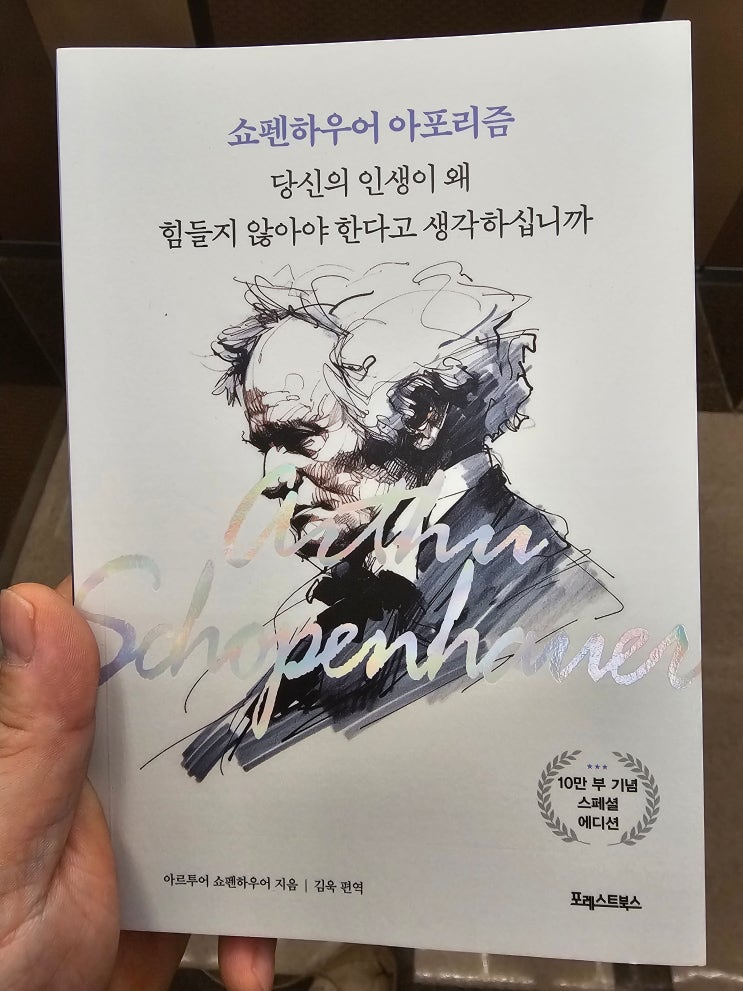 쇼펜하우어 아포리즘
당신의 인생이 왜
힘들지 않아야 한다고 생각하십니까
Arthu
Schopenhauer
10만 부 기념
스페셜
에디션
아르투어 쇼펜하우어 지음 | 김욱 편역
포레스트북스